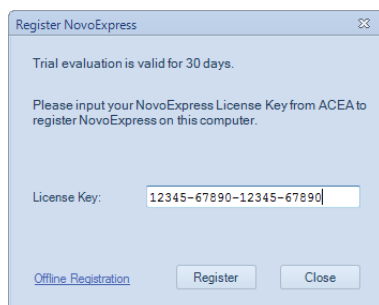 Register NovoExpress
Trial evaluation is valid for 30 days.
Please input your NovoExpress License Key from ACEA to
register NovoExpress on this computer.
License Key: 12345-67890-12345-67890
Offline Registration Register Close